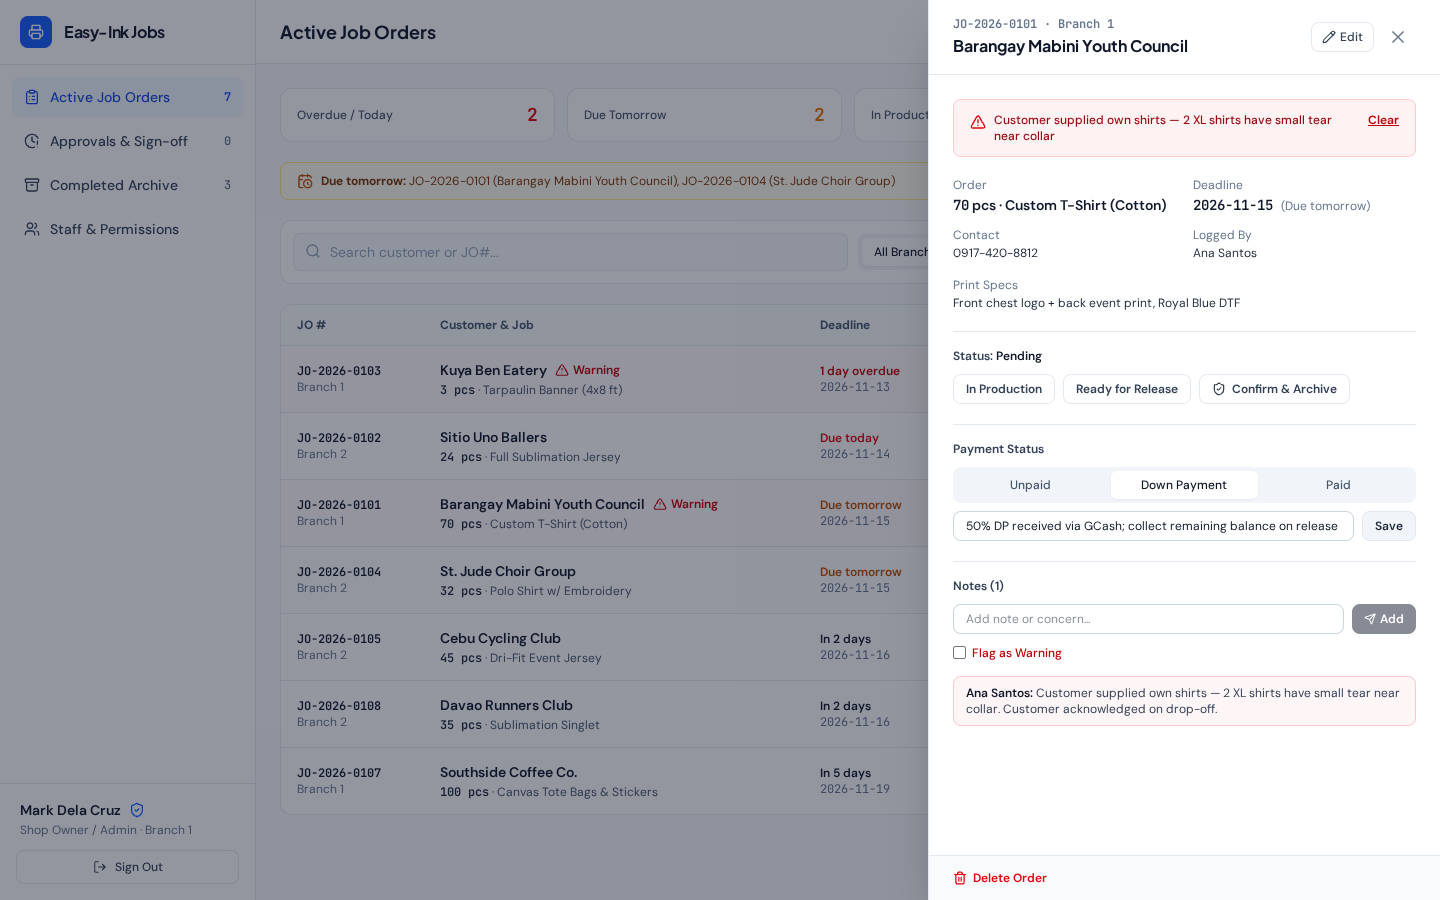 Easy-Ink Jobs
Active Job Orders 7
Approvals & Sign-off 0
Completed Archive 3
Staff & Permissions
Mark Dela Cruz
Shop Owner / Admin · Branch 1
Sign Out
Active Job Orders
Overdue / Today 2
Due Tomorrow 2
In Product
Due tomorrow: JO-2026-0101 (Barangay Mabini Youth Council), JO-2026-0104 (St. Jude Choir Group)
Search customer or JO#...
All Branch
JO # Customer & Job Deadline
JO-2026-0103 Kuya Ben Eatery Warning 1 day overdue
Branch 1 3 pcs · Tarpaulin Banner (4x8 ft) 2026-11-13
JO-2026-0102 Sitio Uno Ballers Due today
Branch 2 24 pcs · Full Sublimation Jersey 2026-11-14
JO-2026-0101 Barangay Mabini Youth Council Warning Due tomorrow
Branch 1 70 pcs · Custom T-Shirt (Cotton) 2026-11-15
JO-2026-0104 St. Jude Choir Group Due tomorrow
Branch 2 32 pcs · Polo Shirt w/ Embroidery 2026-11-15
JO-2026-0105 Cebu Cycling Club In 2 days
Branch 2 45 pcs · Dri-Fit Event Jersey 2026-11-16
JO-2026-0108 Davao Runners Club In 2 days
Branch 2 35 pcs · Sublimation Singlet 2026-11-16
JO-2026-0107 Southside Coffee Co. In 5 days
Branch 1 100 pcs · Canvas Tote Bags & Stickers 2026-11-19
JO-2026-0101 · Branch 1
Barangay Mabini Youth Council
Edit
Customer supplied own shirts — 2 XL shirts have small tear
near collar
Clear
Order Deadline
70 pcs · Custom T-Shirt (Cotton) 2026-11-15 (Due tomorrow)
Contact Logged By
0917-420-8812 Ana Santos
Print Specs
Front chest logo + back event print, Royal Blue DTF
Status: Pending
In Production Ready for Release Confirm & Archive
Payment Status
Unpaid Down Payment Paid
50% DP received via GCash; collect remaining balance on release Save
Notes (1)
Add note or concern... Add
Flag as Warning
Ana Santos: Customer supplied own shirts — 2 XL shirts have small tear near
collar. Customer acknowledged on drop-off.
Delete Order